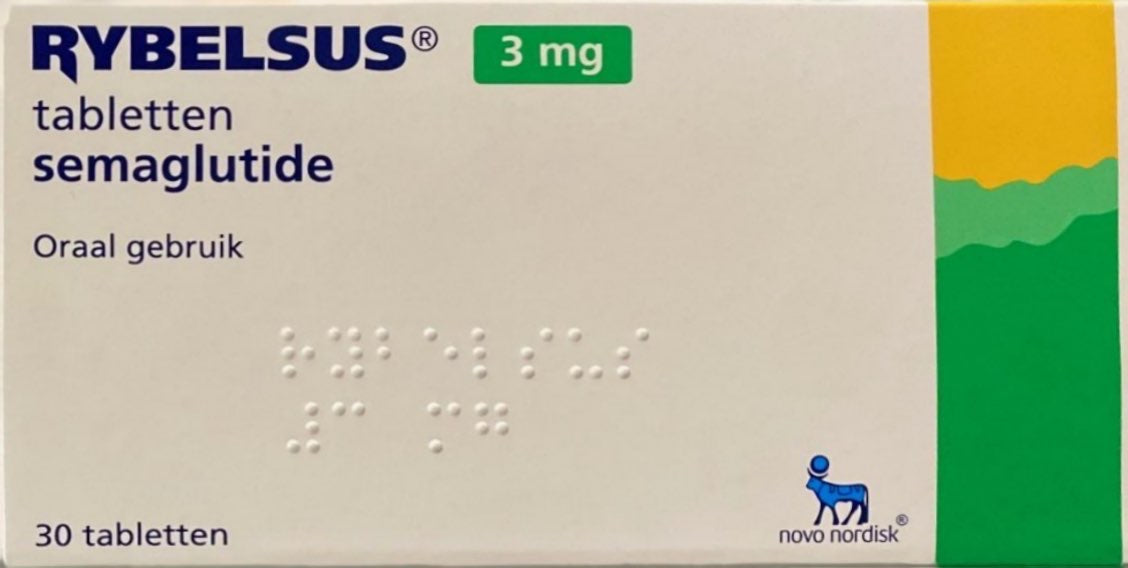 RYBELSUS® 3 mg
tabletten
semaglutide
Oraal gebruik
⠗⠽⠃⠑⠇⠎⠥⠎
⠼⠉ ⠍⠛
30 tabletten
novo nordisk®